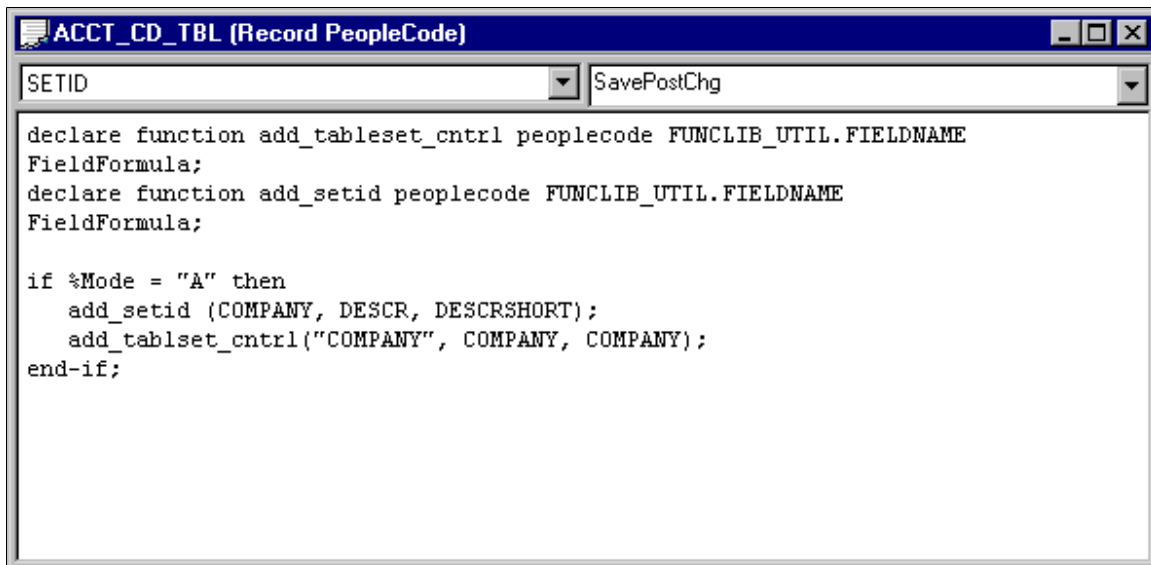 ACCT_CD_TBL (Record PeopleCode)
SETID SavePostChg
declare function add_tableset_cntrl peoplecode FUNCLIB_UTIL.FIELDNAME
FieldFormula;
declare function add_setid peoplecode FUNCLIB_UTIL.FIELDNAME
FieldFormula;
if %Mode = "A" then
add_setid (COMPANY, DESCR, DESCRSHORT);
add_tablset_cntrl("COMPANY", COMPANY, COMPANY);
end-if;